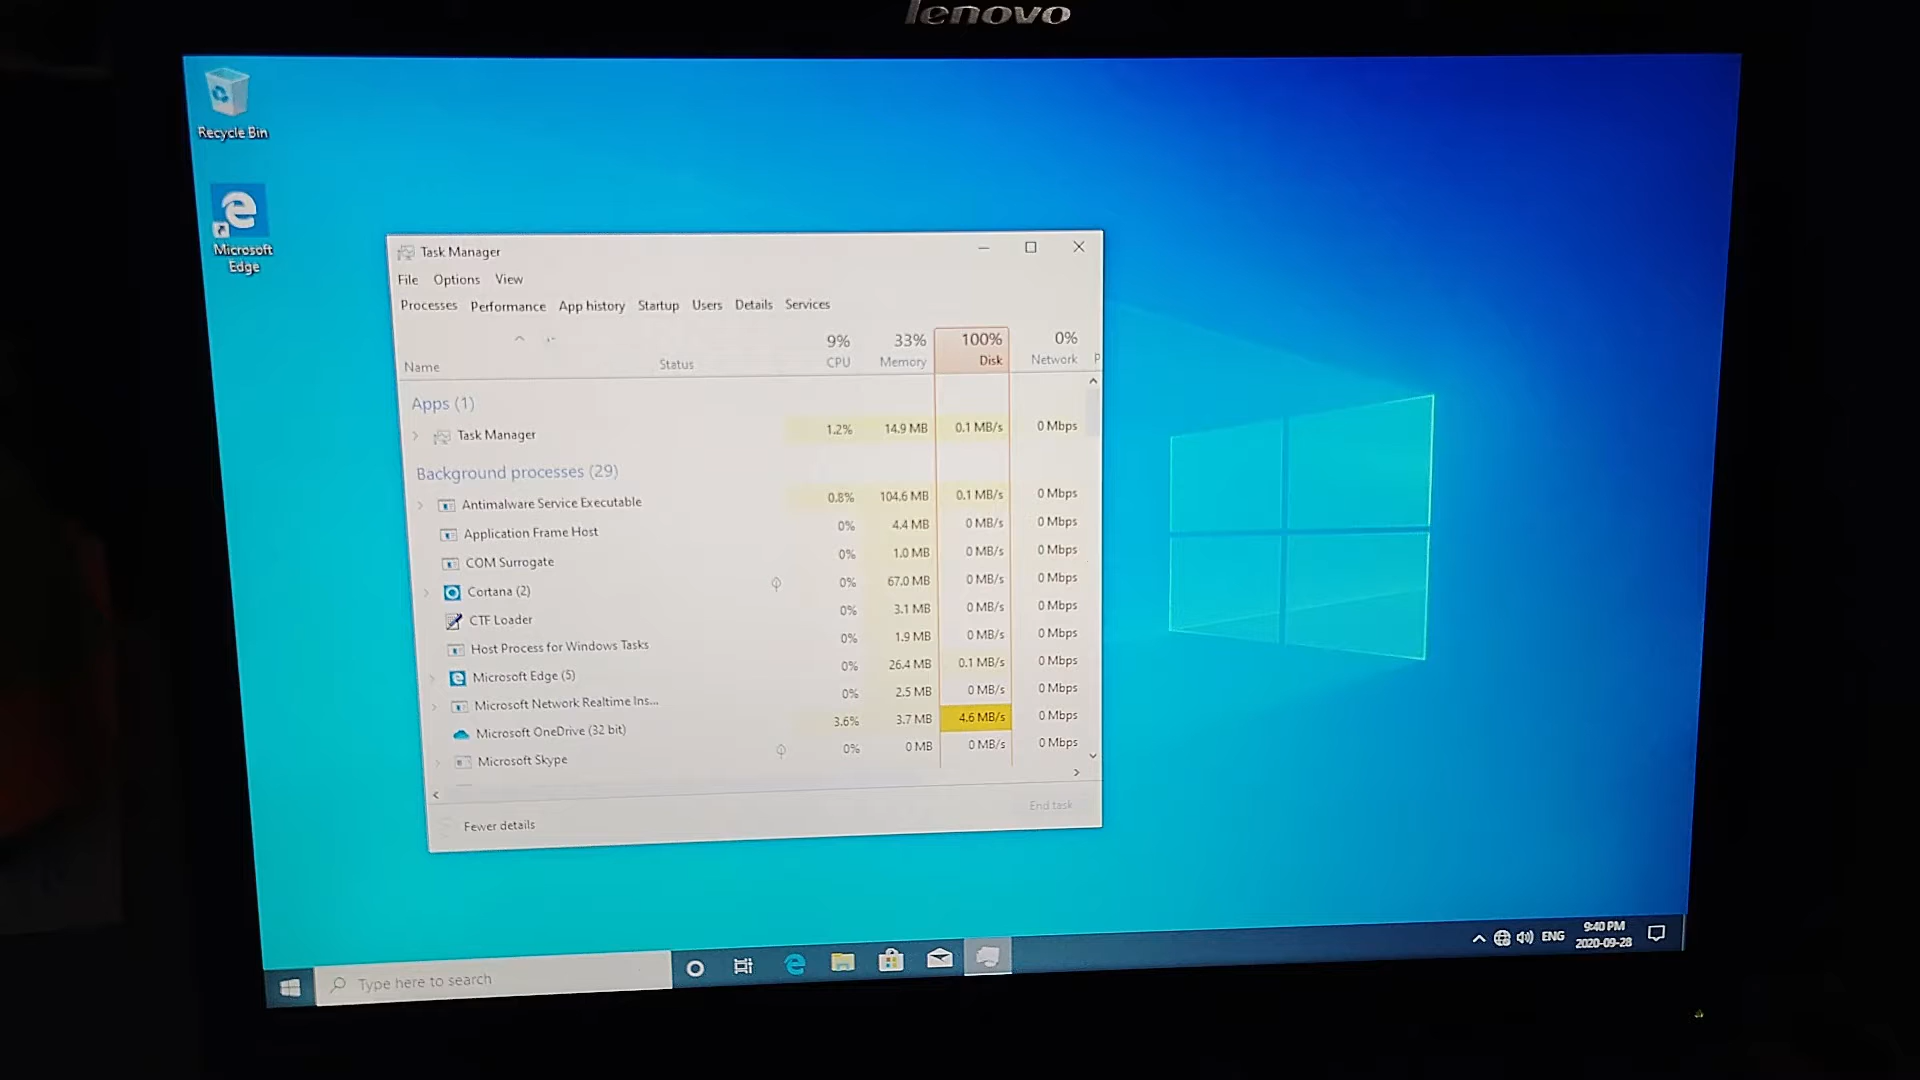 lenovo
Recycle Bin
Microsoft
Edge
Task Manager
File Options View
Processes Performance App history Startup Users Details Services
9% 33% 100% 0%
Name Status CPU Memory Disk Network P
Apps (1)
Task Manager 1.2% 14.9 MB 0.1 MB/s 0 Mbps
Background processes (29)
Antimalware Service Executable 0.8% 104.6 MB 0.1 MB/s 0 Mbps
Application Frame Host 0% 4.4 MB 0 MB/s 0 Mbps
COM Surrogate 0% 1.0 MB 0 MB/s 0 Mbps
Cortana (2) 0% 67.0 MB 0 MB/s 0 Mbps
CTF Loader 0% 3.1 MB 0 MB/s 0 Mbps
Host Process for Windows Tasks 0% 1.9 MB 0 MB/s 0 Mbps
Microsoft Edge (5) 0% 26.4 MB 0.1 MB/s 0 Mbps
Microsoft Network Realtime Ins... 0% 2.5 MB 0 MB/s 0 Mbps
Microsoft OneDrive (32 bit) 3.6% 3.7 MB 4.6 MB/s 0 Mbps
Microsoft Skype 0% 0 MB 0 MB/s 0 Mbps
Fewer details End task
Type here to search
ENG
9:40 PM
2020-09-28